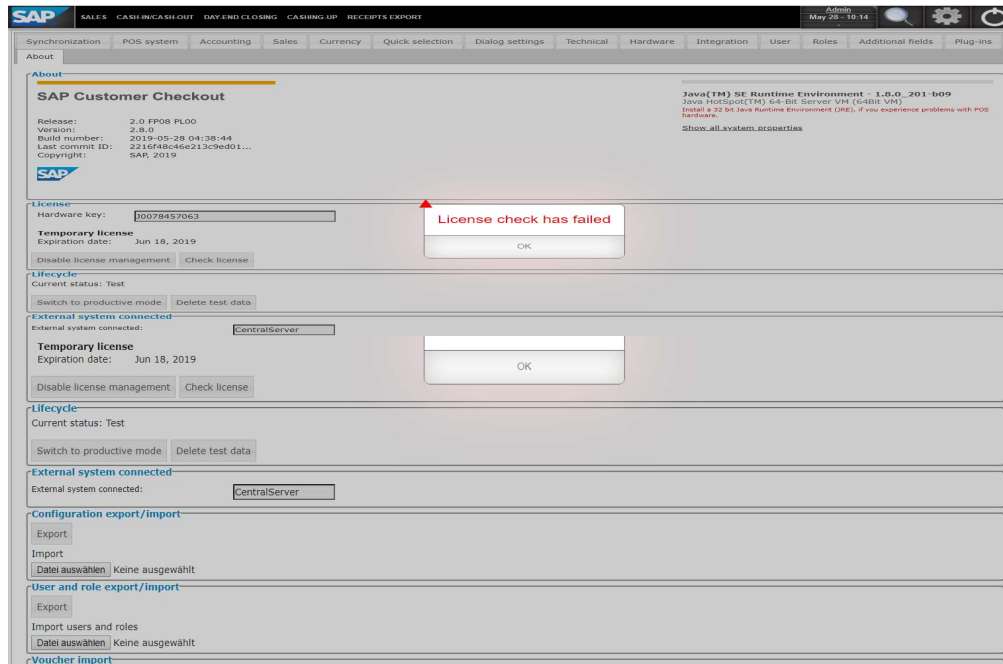 SAP SALES CASH-IN/CASH-OUT DAY-END CLOSING CASHING-UP RECEIPTS EXPORT Admin
May 28 - 10:14
Synchronization POS system Accounting Sales Currency Quick selection Dialog settings Technical Hardware Integration User Roles Additional fields Plug-ins
About
About
SAP Customer Checkout
Release: 2.0 FP08 PL00
Version: 2.8.0
Build number: 2019-05-28 04:38:44
Last commit ID: 2216f48c46e213c9ed01...
Copyright: SAP, 2019
SAP
Java(TM) SE Runtime Environment - 1.8.0_201-b09
Java HotSpot(TM) 64-Bit Server VM (64Bit VM)
Install a 32 bit Java Runtime Environment (JRE), if you experience problems with POS
hardware.
Show all system properties
License
Hardware key: J0078457063
Temporary license
Expiration date: Jun 18, 2019
Disable license management Check license
License check has failed
OK
Lifecycle
Current status: Test
Switch to productive mode Delete test data
External system connected
External system connected: CentralServer
Temporary license
Expiration date: Jun 18, 2019
OK
Disable license management Check license
Lifecycle
Current status: Test
Switch to productive mode Delete test data
External system connected
External system connected: CentralServer
Configuration export/import
Export
Import
Datei auswählen Keine ausgewählt
User and role export/import
Export
Import users and roles
Datei auswählen Keine ausgewählt
Voucher import